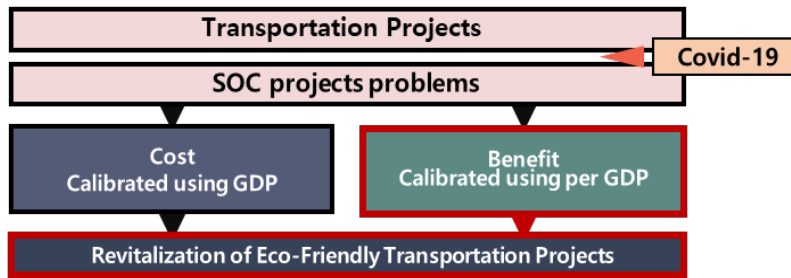 Transportation Projects
Covid-19
SOC projects problems
Cost
Calibrated using GDP
Benefit
Calibrated using per GDP
Revitalization of Eco-Friendly Transportation Projects